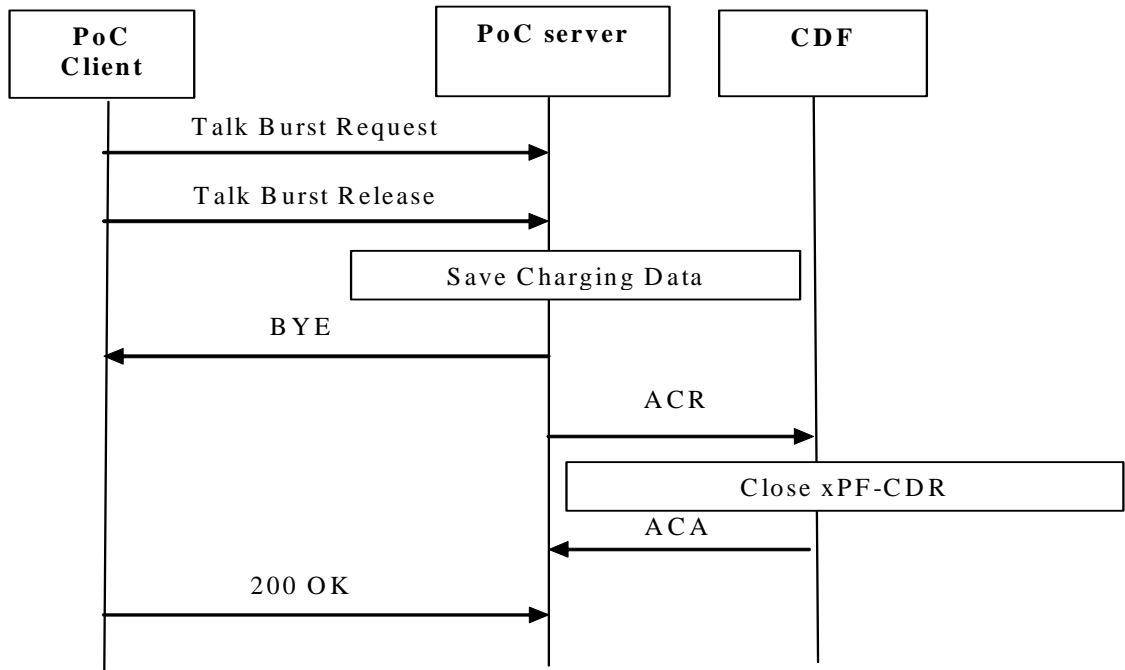 PoC
Client
PoC server
CDF
Talk Burst Request
Talk Burst Release
Save Charging Data
BYE
ACR
Close xPF-CDR
ACA
200 OK